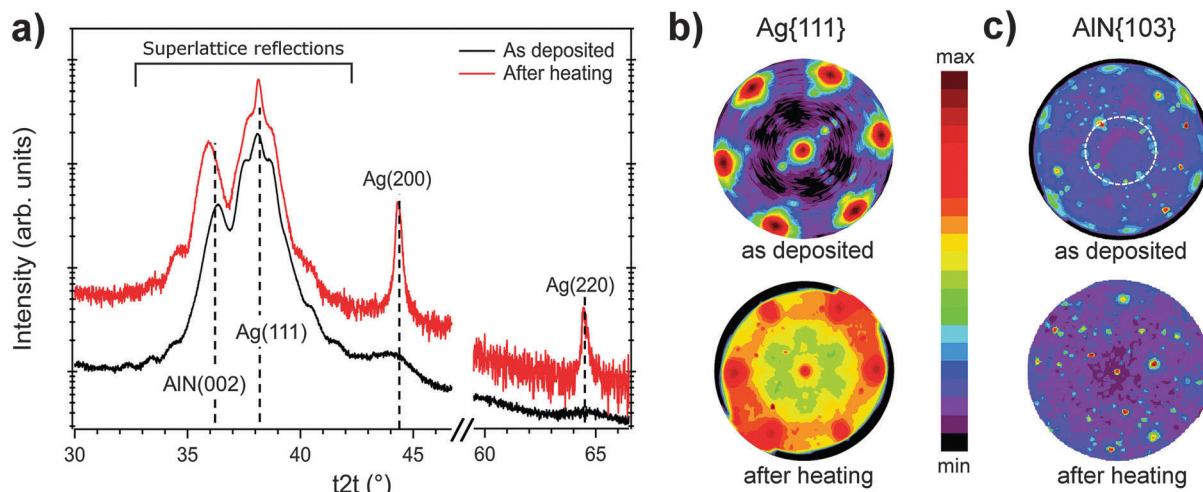 a)
Superlattice reflections
As deposited
After heating
Ag(200)
Ag(220)
Ag(111)
AlN(002)
Intensity (arb. units)
30
35
40
45
60
65
t2t (°)
b)
Ag{111}
as deposited
after heating
max
min
c)
AlN{103}
as deposited
after heating